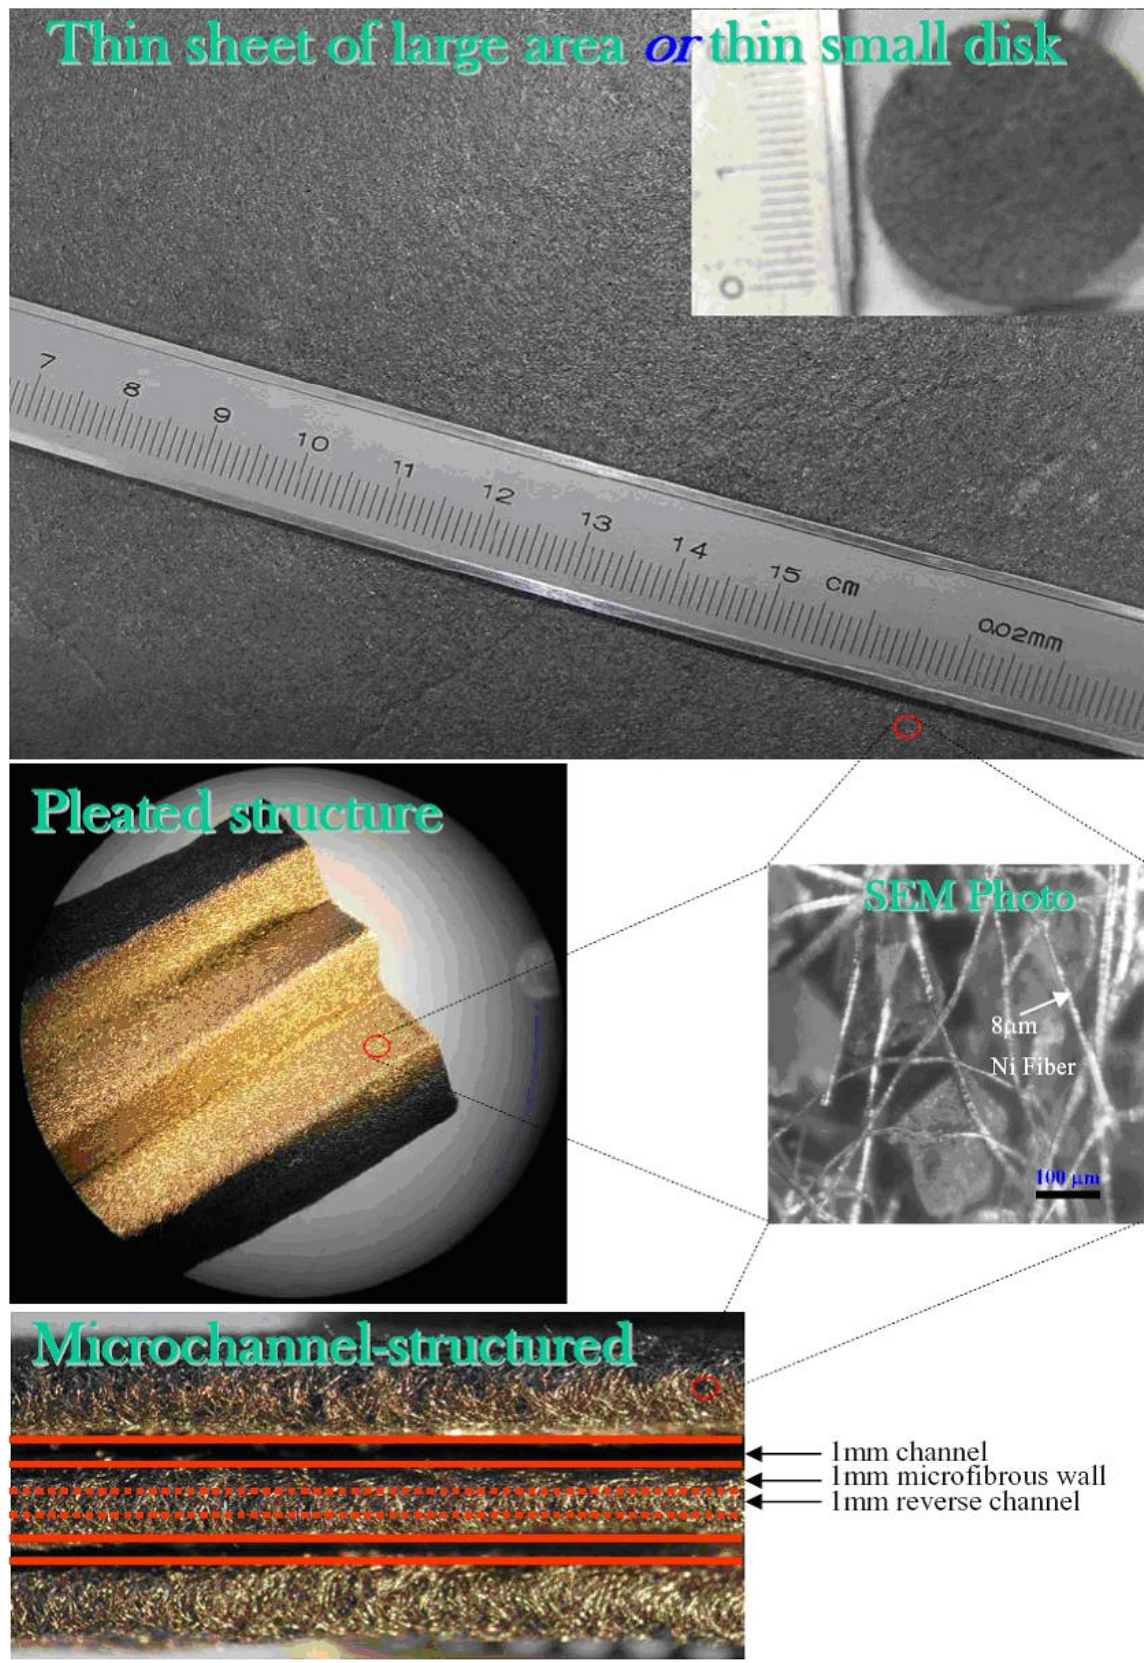 Thin sheet of large area or thin small disk
1
0
7
8
9
10
11
12
13
14
15 cm
0.02mm
Pleated structure
SEM Photo
8μm
Ni Fiber
100 μm
Microchannel-structured
1mm channel
1mm microfibrous wall
1mm reverse channel